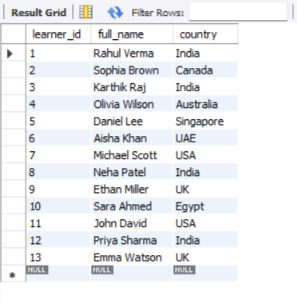 Result Grid Filter Rows:
learner_id full_name country
1 Rahul Verma India
2 Sophia Brown Canada
3 Karthik Raj India
4 Olivia Wilson Australia
5 Daniel Lee Singapore
6 Aisha Khan UAE
7 Michael Scott USA
8 Neha Patel India
9 Ethan Miller UK
10 Sara Ahmed Egypt
11 John David USA
12 Priya Sharma India
13 Emma Watson UK
NULL NULL NULL